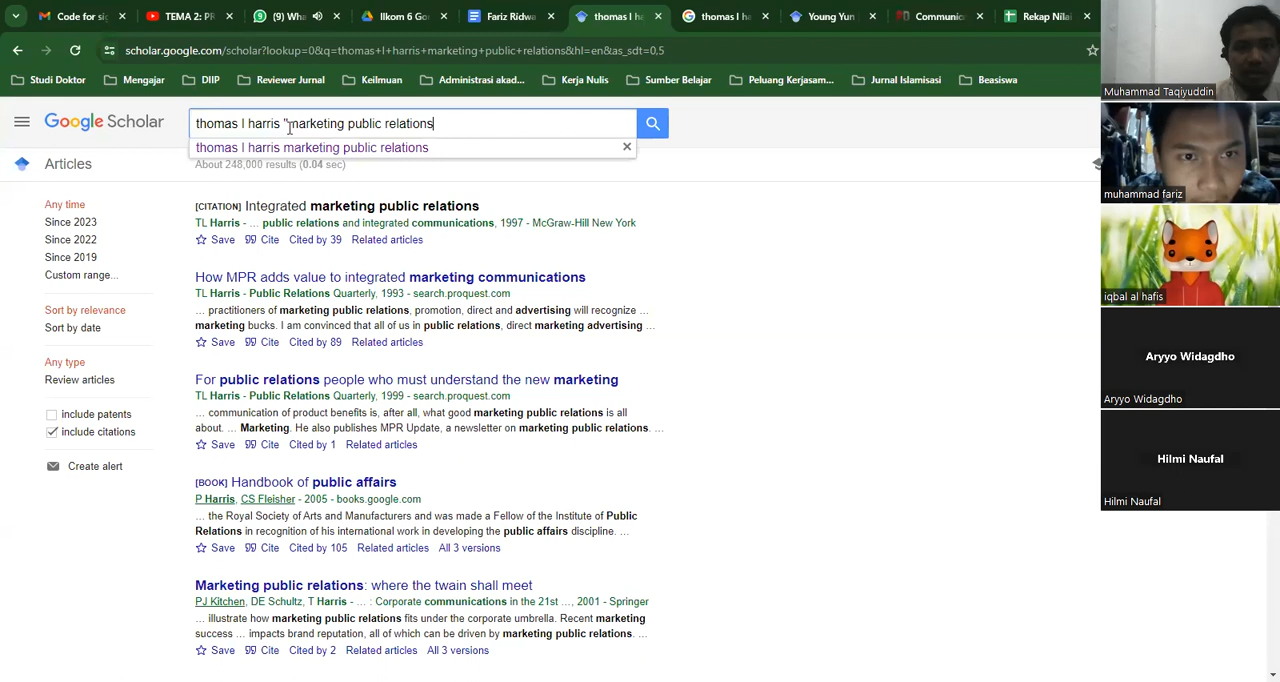 Code for sig
TEMA 2: PR
(9) Wha
Ilkom 6 Go
Fariz Ridwa
thomas l ha
thomas l ha
Young Yun
Communic
Rekap Nilai
scholar.google.com/scholar?lookup=0&q=thomas+l+harris+marketing+public+relations&hl=en&as_sdt=0,5
Studi Doktor
Mengajar
DIIP
Reviewer Jurnal
Keilmuan
Administrasi akad...
Kerja Nulis
Sumber Belajar
Peluang Kerjasam...
Jurnal Islamisasi
Beasiswa
Google Scholar
thomas l harris "marketing public relations
thomas l harris marketing public relations
Articles
About 248,000 results (0.04 sec)
Any time
Since 2023
Since 2022
Since 2019
Custom range...
Sort by relevance
Sort by date
Any type
Review articles
include patents
include citations
Create alert
[CITATION] Integrated marketing public relations
TL Harris - ... public relations and integrated communications, 1997 - McGraw-Hill New York
Save Cite Cited by 39 Related articles
How MPR adds value to integrated marketing communications
TL Harris - Public Relations Quarterly, 1993 - search.proquest.com
... practitioners of marketing public relations, promotion, direct and advertising will recognize ...
marketing bucks. I am convinced that all of us in public relations, direct marketing advertising ...
Save Cite Cited by 89 Related articles
For public relations people who must understand the new marketing
TL Harris - Public Relations Quarterly, 1999 - search.proquest.com
... communication of product benefits is, after all, what good marketing public relations is all
about. ... Marketing. He also publishes MPR Update, a newsletter on marketing public relations. ...
Save Cite Cited by 1 Related articles
[BOOK] Handbook of public affairs
P Harris, CS Fleisher - 2005 - books.google.com
... the Royal Society of Arts and Manufacturers and was made a Fellow of the Institute of Public
Relations in recognition of his international work in developing the public affairs discipline. ...
Save Cite Cited by 105 Related articles All 3 versions
Marketing public relations: where the twain shall meet
PJ Kitchen, DE Schultz, T Harris - ... : Corporate communications in the 21st ..., 2001 - Springer
... illustrate how marketing public relations fits under the corporate umbrella. Recent marketing
success ... impacts brand reputation, all of which can be driven by marketing public relations. ...
Save Cite Cited by 2 Related articles All 3 versions
Muhammad Taqiyuddin
muhammad fariz
iqbal al hafis
Aryyo Widagdho
Aryyo Widagdho
Hilmi Naufal
Hilmi Naufal